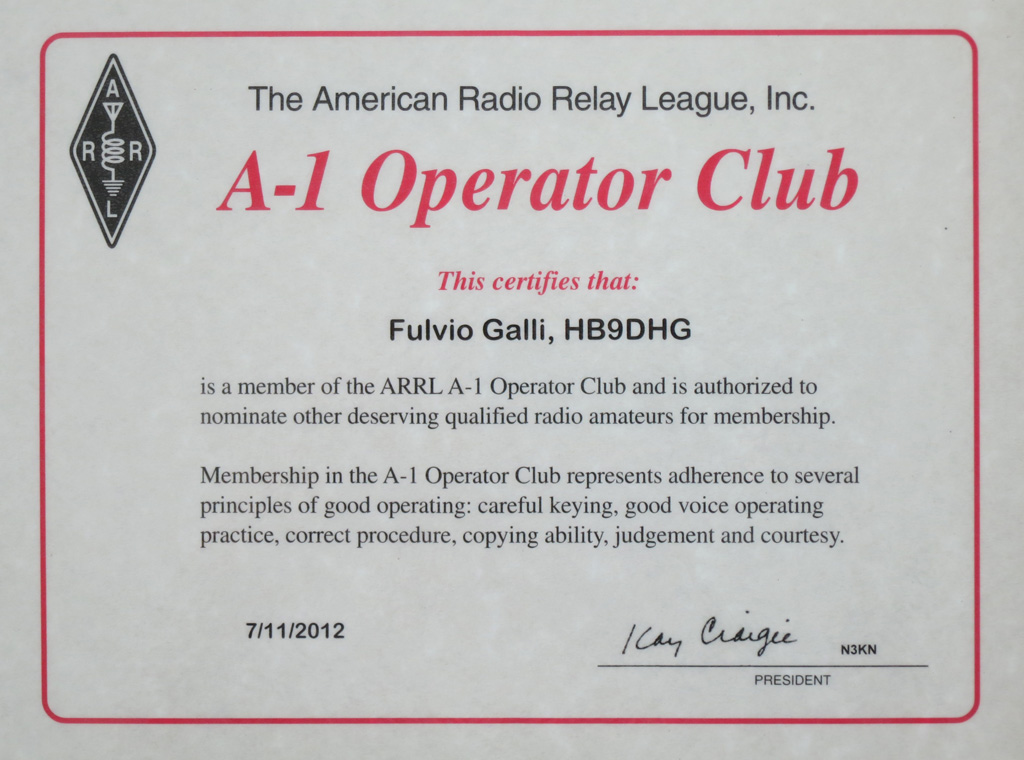 A
R R
L
The American Radio Relay League, Inc.
A-1 Operator Club
This certifies that:
Fulvio Galli, HB9DHG
is a member of the ARRL A-1 Operator Club and is authorized to
nominate other deserving qualified radio amateurs for membership.
Membership in the A-1 Operator Club represents adherence to several
principles of good operating: careful keying, good voice operating
practice, correct procedure, copying ability, judgement and courtesy.
7/11/2012
Kay Craigie
N3KN
PRESIDENT